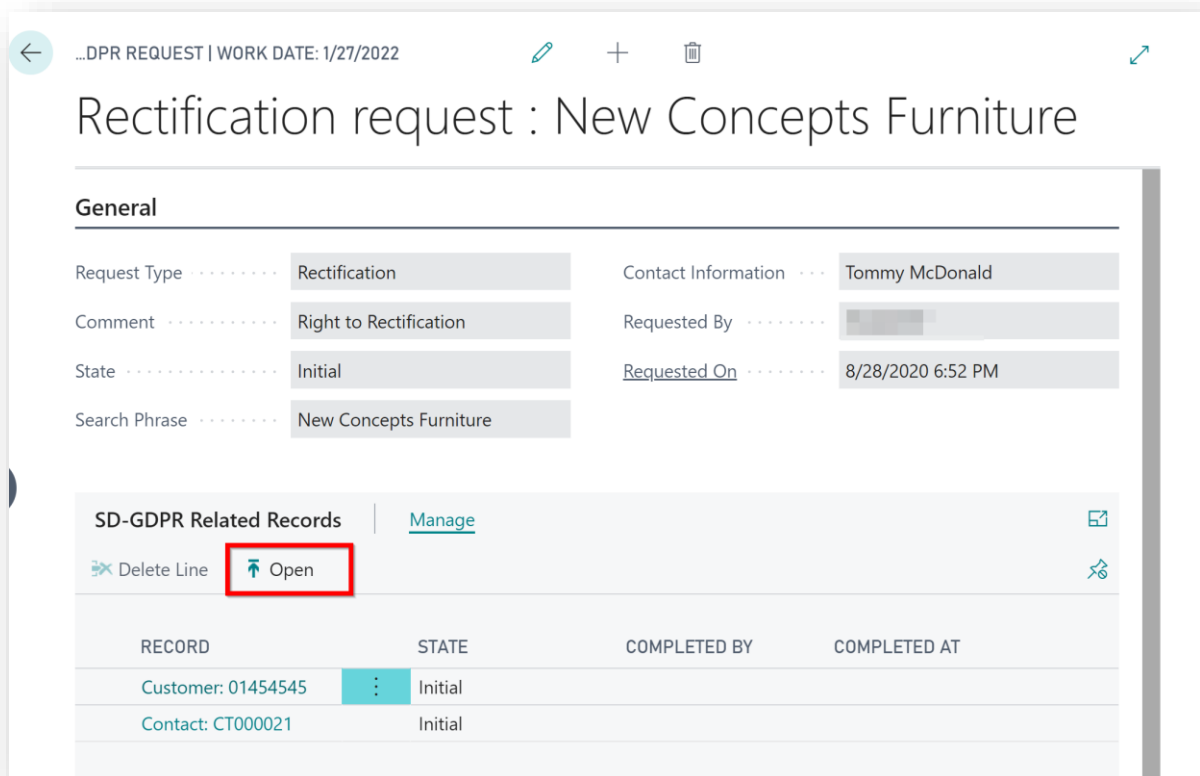 ...DPR REQUEST | WORK DATE: 1/27/2022
Rectification request : New Concepts Furniture
General
Request Type Rectification
Contact Information Tommy McDonald
Comment Right to Rectification
Requested By
State Initial
Requested On 8/28/2020 6:52 PM
Search Phrase New Concepts Furniture
SD-GDPR Related Records Manage
Delete Line Open
RECORD STATE COMPLETED BY COMPLETED AT
Customer: 01454545 Initial
Contact: CT000021 Initial